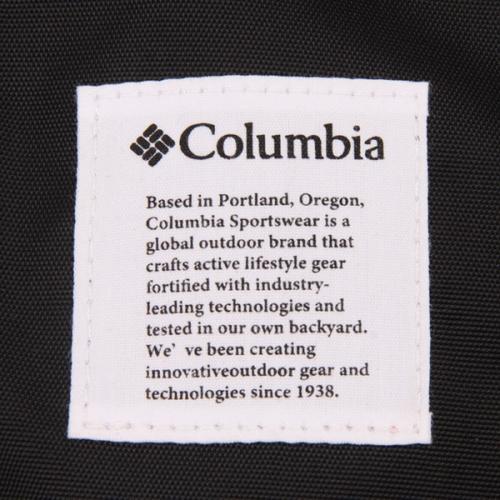 Columbia
Based in Portland, Oregon,
Columbia Sportswear is a
global outdoor brand that
crafts active lifestyle gear
fortified with industry-
leading technologies and
tested in our own backyard.
We' ve been creating
innovativeoutdoor gear and
technologies since 1938.